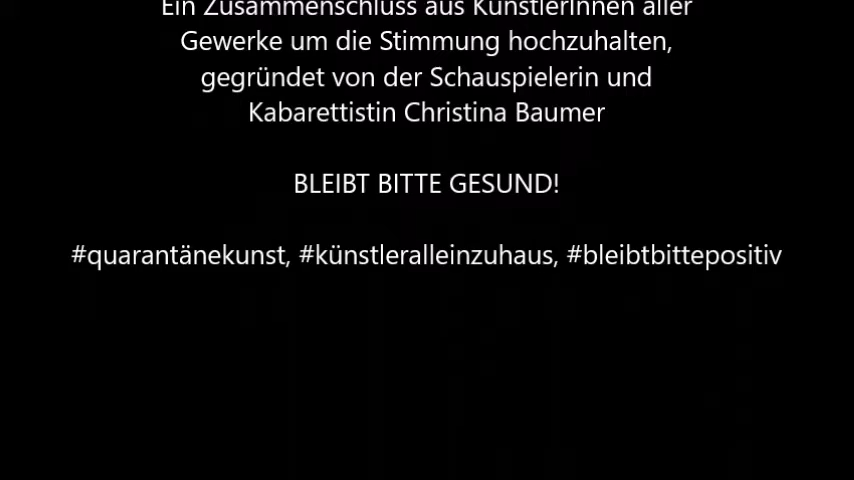 Ein Zusammenschluss aus KünstlerInnen aller
Gewerke um die Stimmung hochzuhalten,
gegründet von der Schauspielerin und
Kabarettistin Christina Baumer
BLEIBT BITTE GESUND!
#quarantänekunst, #künstleralleinzuhaus, #bleibtbittepositiv